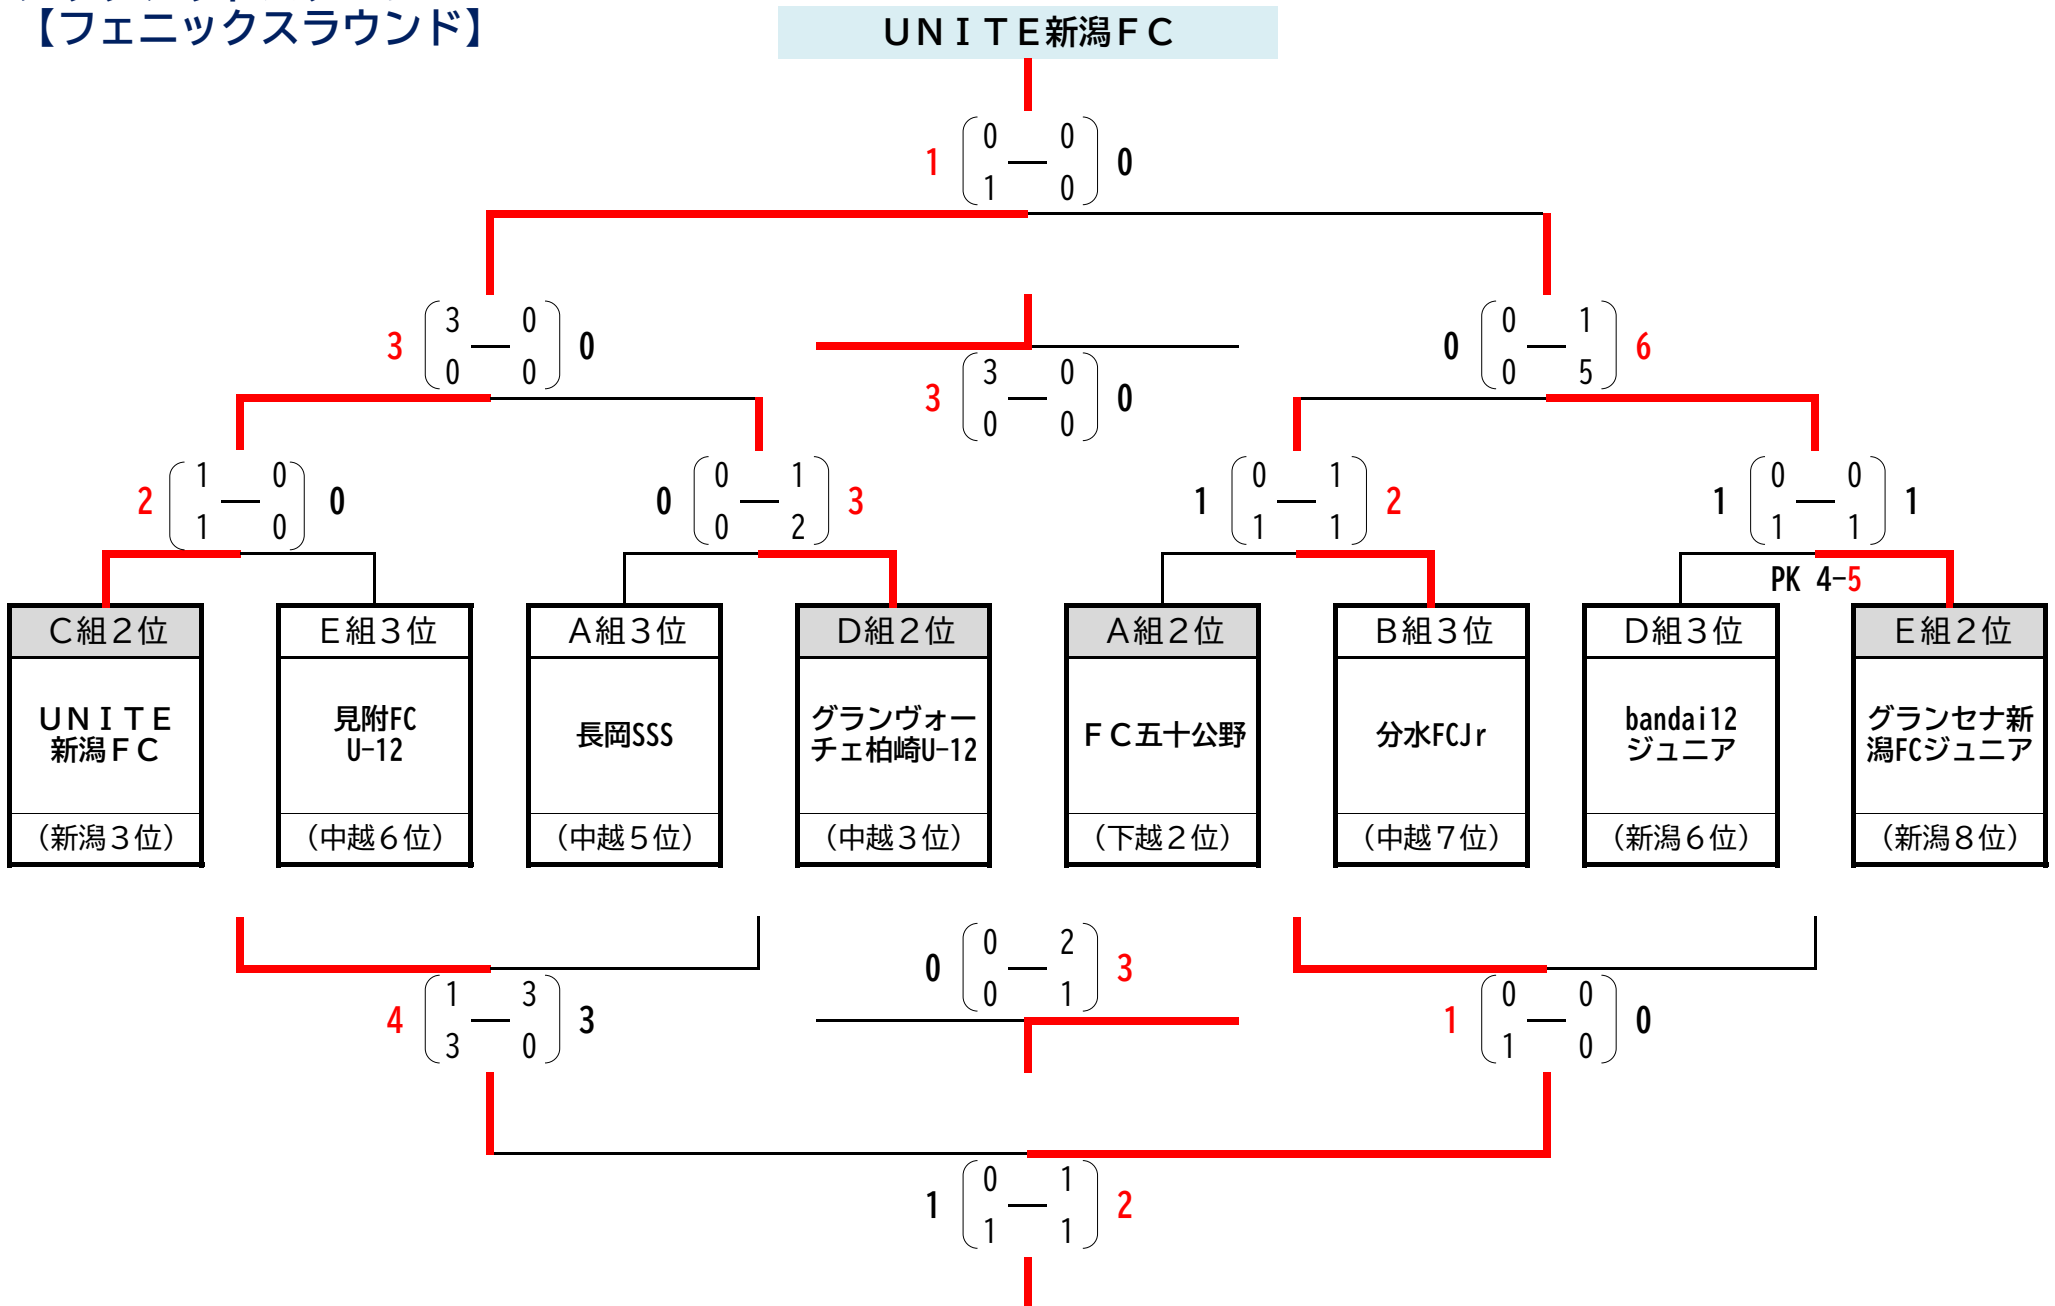 【フェニックスラウンド】
ＵＮＩＴＥ新潟ＦＣ
0 0
1 — 0
1 0
3 0 0 1
3 — 0 0 — 6
0 0 0 5
3 0
3 — 0
0 0
1 0 0 1 0 1 0 0
2 — 0 0 — 3 1 — 2 1 — 1
1 0 0 2 1 1 1 1
PK 4-5
Ｃ組２位 Ｅ組３位 Ａ組３位 Ｄ組２位 Ａ組２位 Ｂ組３位 Ｄ組３位 Ｅ組２位
ＵＮＩＴＥ
新潟ＦＣ
見附FC
U-12
長岡SSS
グランヴォー
チェ柏崎U-12
ＦＣ五十公野
分水FCJr
bandai12
ジュニア
グランセナ新
潟FCジュニア
（新潟３位） （中越６位） （中越５位） （中越３位） （下越２位） （中越７位） （新潟６位） （新潟８位）
0 2
0 — 3
0 1
1 3 0 0
4 — 3 1 — 0
3 0 1 0
0 1
1 — 2
1 1